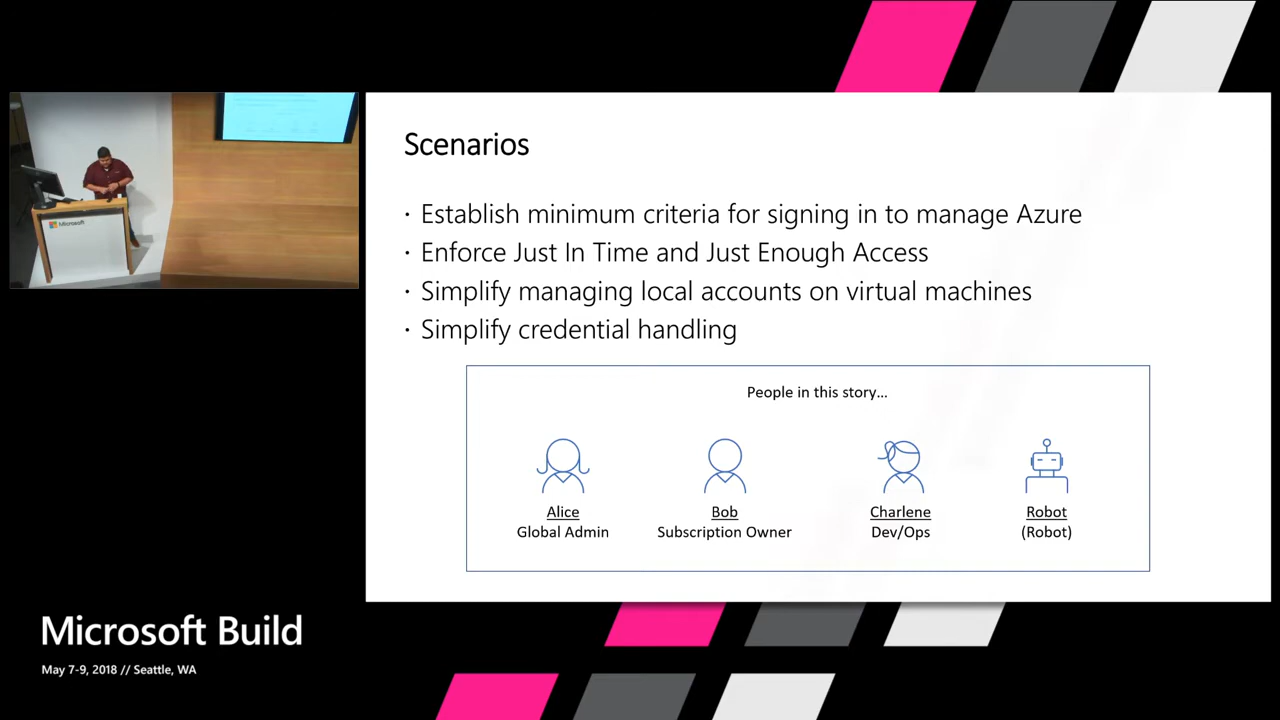 Microsoft
Scenarios
· Establish minimum criteria for signing in to manage Azure
· Enforce Just In Time and Just Enough Access
· Simplify managing local accounts on virtual machines
· Simplify credential handling
People in this story...
Alice
Global Admin
Bob
Subscription Owner
Charlene
Dev/Ops
Robot
(Robot)
Microsoft Build
May 7-9, 2018 // Seattle, WA